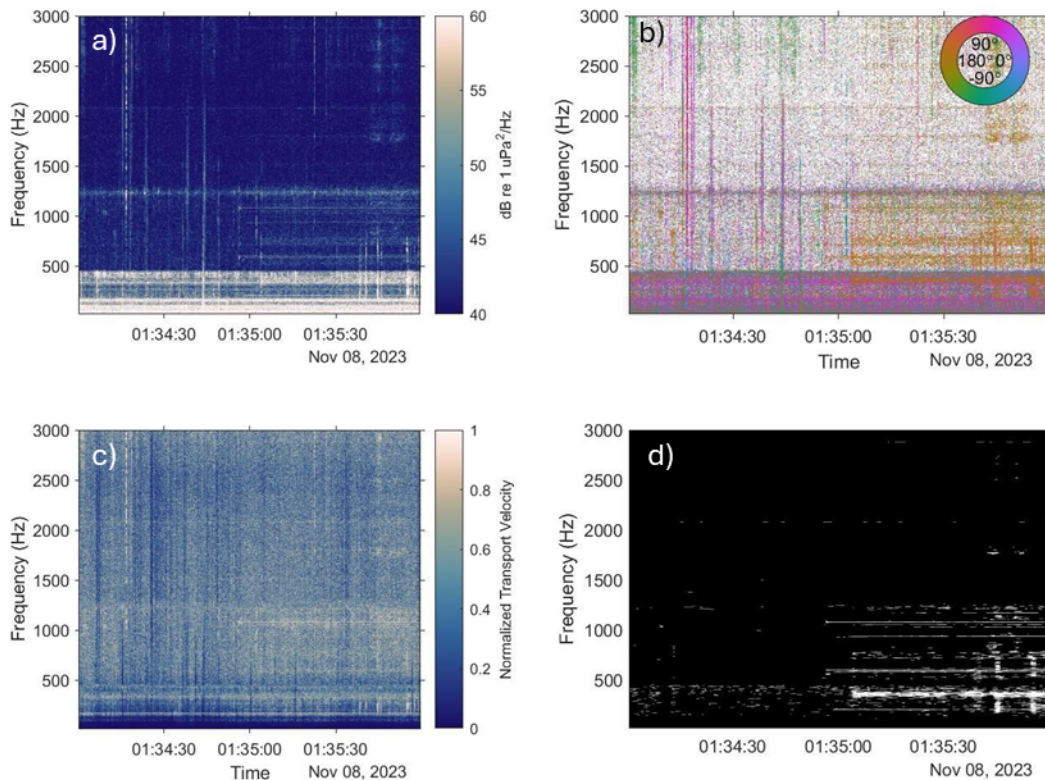 a)
3000
2500
2000
1500
1000
500
Frequency (Hz)
01:34:30 01:35:00 01:35:30
Nov 08, 2023
60
55
50
45
40
dB re 1 uPa²/Hz
b)
3000
2500
2000
1500
1000
500
Frequency (Hz)
90°
180° 0°
-90°
01:34:30 01:35:00 01:35:30
Time Nov 08, 2023
c)
3000
2500
2000
1500
1000
500
Frequency (Hz)
01:34:30 01:35:00 01:35:30
Time Nov 08, 2023
1
0.8
0.6
0.4
0.2
0
Normalized Transport Velocity
d)
3000
2500
2000
1500
1000
500
Frequency (Hz)
01:34:30 01:35:00 01:35:30
Nov 08, 2023